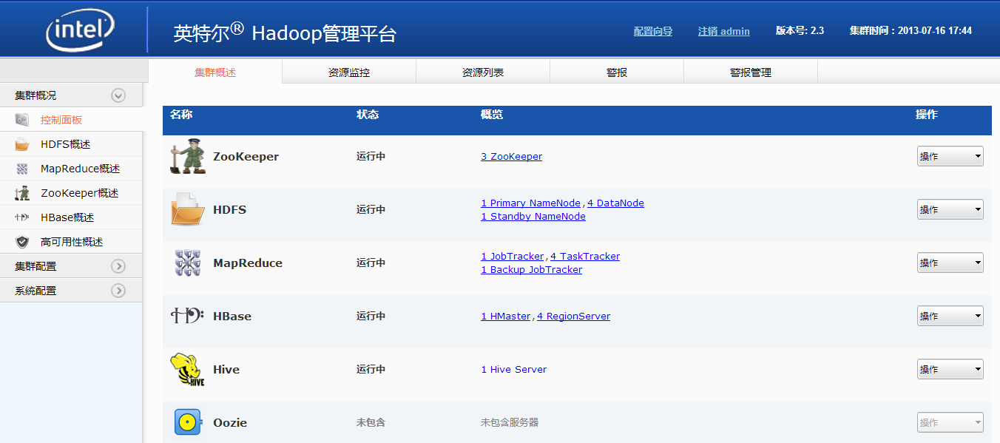 intel 英特尔® Hadoop管理平台 配置向导 注销 admin 版本号: 2.3 集群时间：2013-07-16 17:44
集群概述 资源监控 资源列表 警报 警报管理
集群概况
控制面板
HDFS概述
MapReduce概述
ZooKeeper概述
HBase概述
高可用性概述
集群配置
系统配置
名称 状态 概览 操作
ZooKeeper 运行中 3 ZooKeeper 操作
HDFS 运行中 1 Primary NameNode , 4 DataNode 操作
1 Standby NameNode
MapReduce 运行中 1 JobTracker , 4 TaskTracker 操作
1 Backup JobTracker
HBase 运行中 1 HMaster , 4 RegionServer 操作
HIVE Hive 运行中 1 Hive Server 操作
Oozie 未包含 未包含服务器 操作